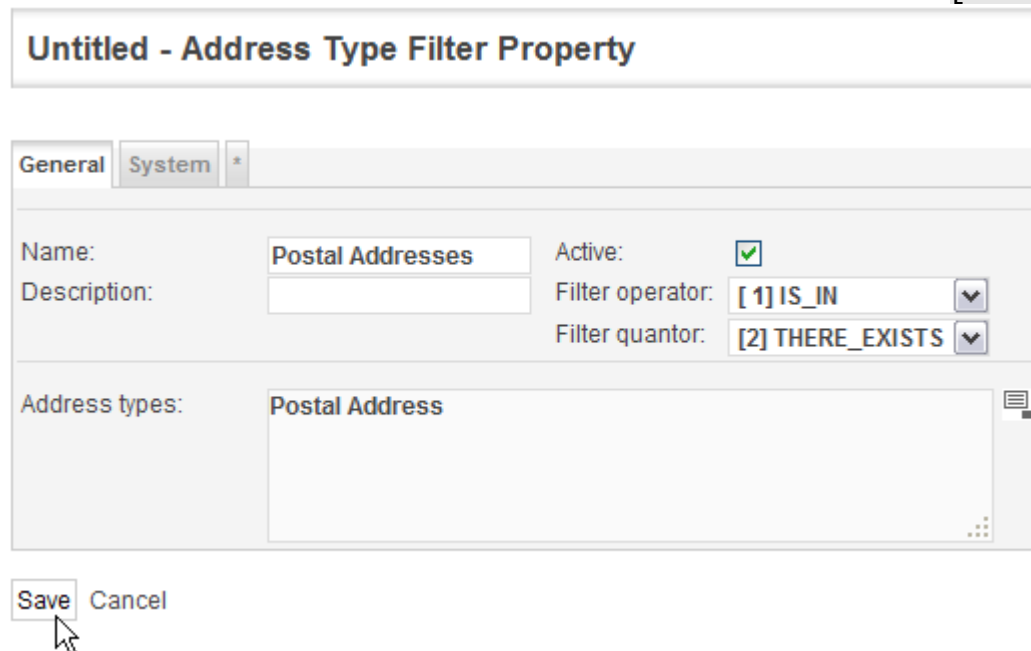 Untitled - Address Type Filter Property
General System *
Name: Postal Addresses Active:
Description: Filter operator: [ 1] IS_IN
Filter quantor: [2] THERE_EXISTS
Address types: Postal Address
Save Cancel